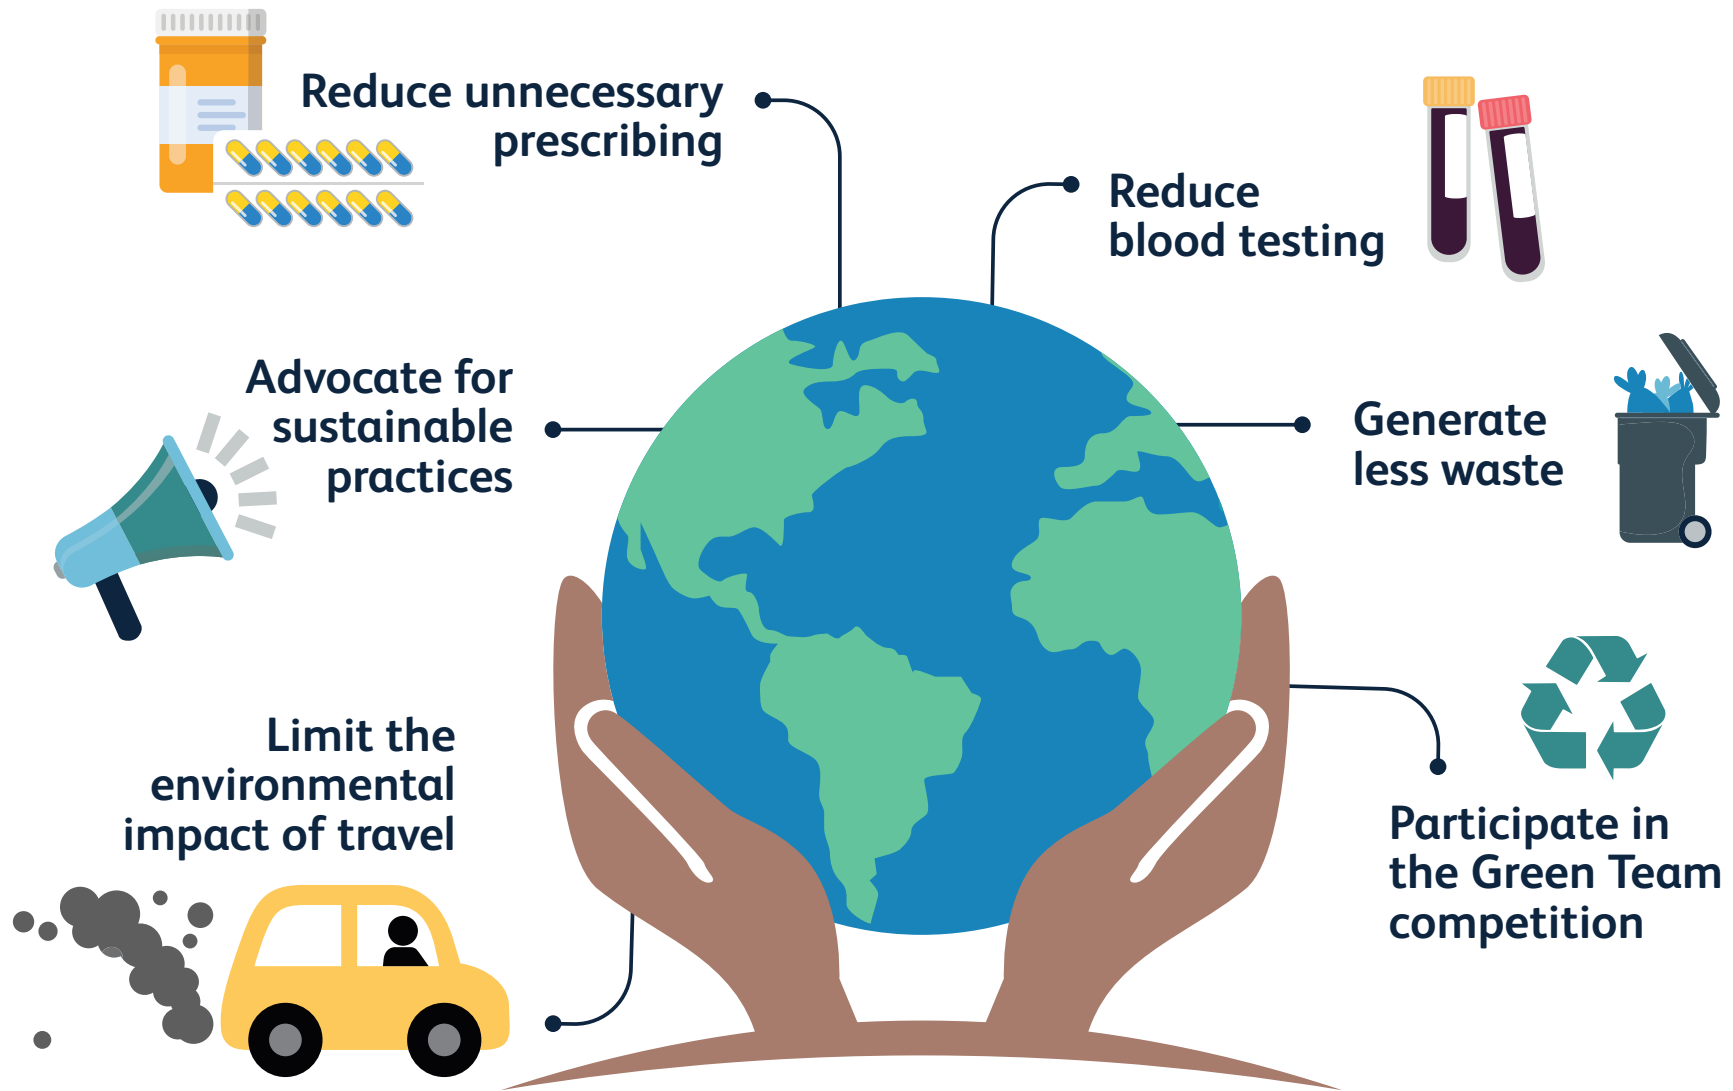 Reduce unnecessary
prescribing
Reduce
blood testing
Advocate for
sustainable
practices
Generate
less waste
Limit the
environmental
impact of travel
Participate in
the Green Team
competition